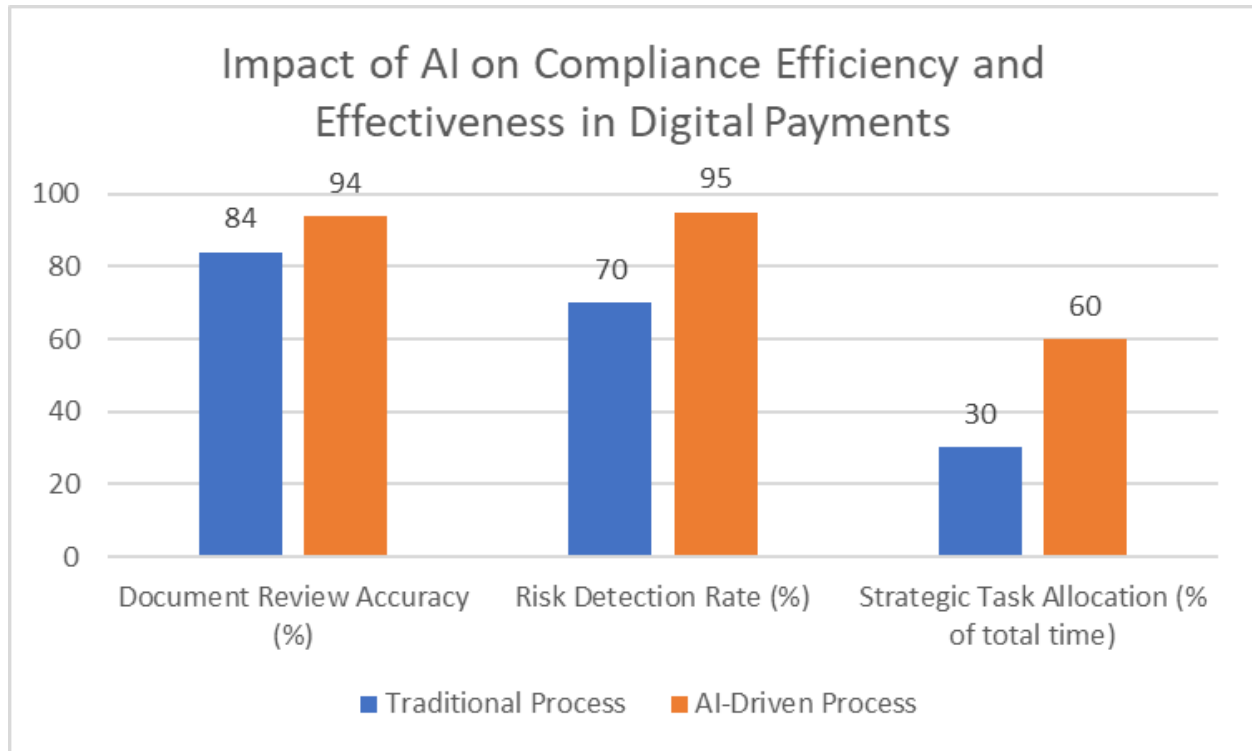 Impact of AI on Compliance Efficiency and
Effectiveness in Digital Payments
100
80
60
40
20
0
84
94
70
95
30
60
Document Review Accuracy
(%)
Risk Detection Rate (%)
Strategic Task Allocation (%
of total time)
Traditional Process
AI-Driven Process